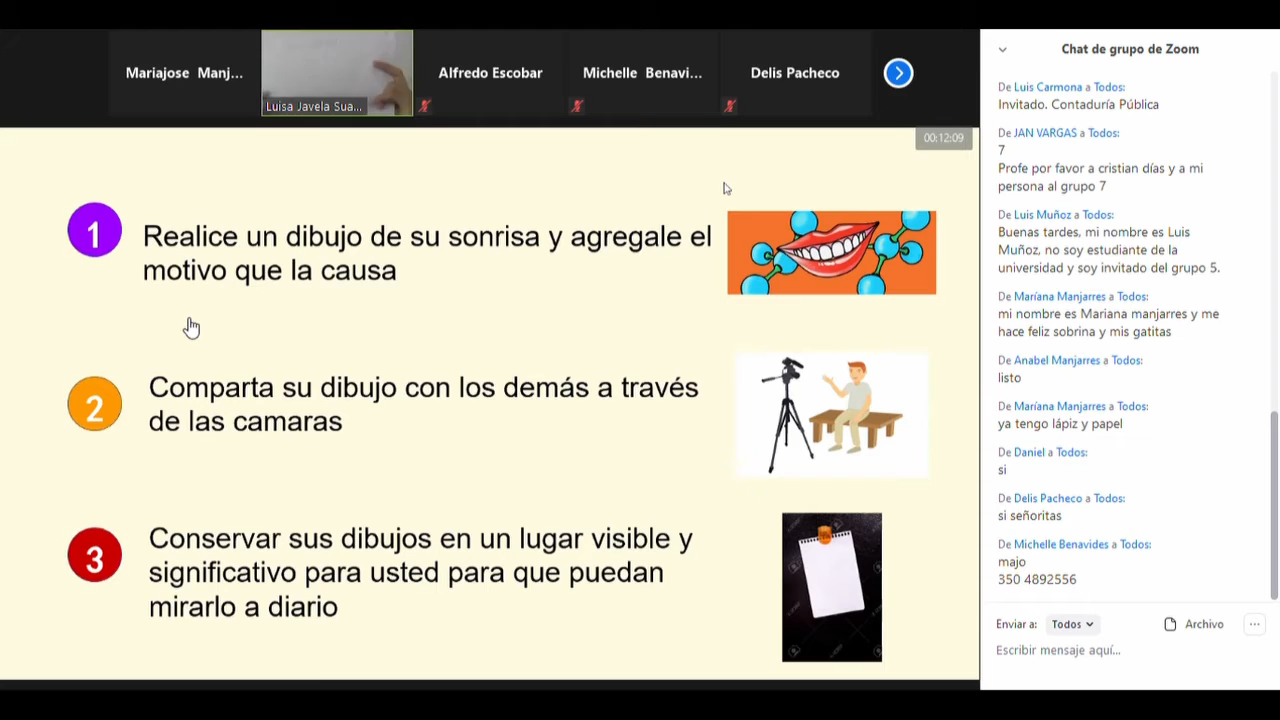 Mariajose Manj...
Luisa Javela Sua...
Alfredo Escobar
Michelle Benavi...
Delis Pacheco
00:12:09
1
Realice un dibujo de su sonrisa y agregale el
motivo que la causa
2
Comparta su dibujo con los demás a través
de las camaras
3
Conservar sus dibujos en un lugar visible y
significativo para usted para que puedan
mirarlo a diario
Chat de grupo de Zoom
De Luis Carmona a Todos:
Invitado. Contaduría Pública
De JAN VARGAS a Todos:
7
Profe por favor a cristian días y a mi
persona al grupo 7
De Luis Muñoz a Todos:
Buenas tardes, mi nombre es Luis
Muñoz, no soy estudiante de la
universidad y soy invitado del grupo 5.
De Maríana Manjarres a Todos:
mi nombre es Mariana manjarres y me
hace feliz sobrina y mis gatitas
De Anabel Manjarres a Todos:
listo
De Maríana Manjarres a Todos:
ya tengo lápiz y papel
De Daniel a Todos:
si
De Delis Pacheco a Todos:
si señoritas
De Michelle Benavides a Todos:
majo
350 4892556
Enviar a: Todos
Archivo
...
Escribir mensaje aquí...